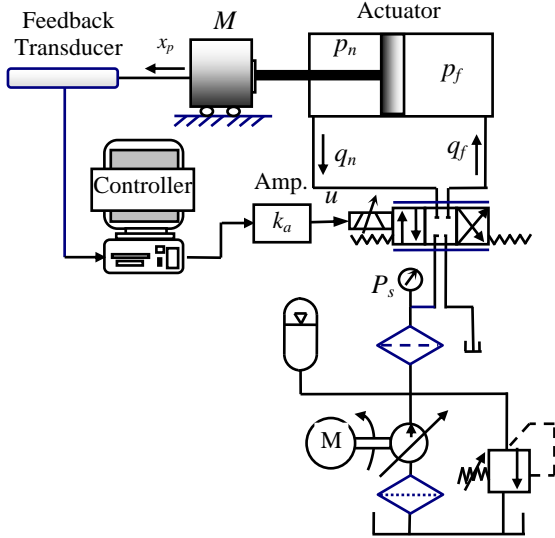 Actuator
Feedback
Transducer
M
x_p
p_n
p_f
q_n
q_f
Controller
Amp.
u
k_a
P_s
M